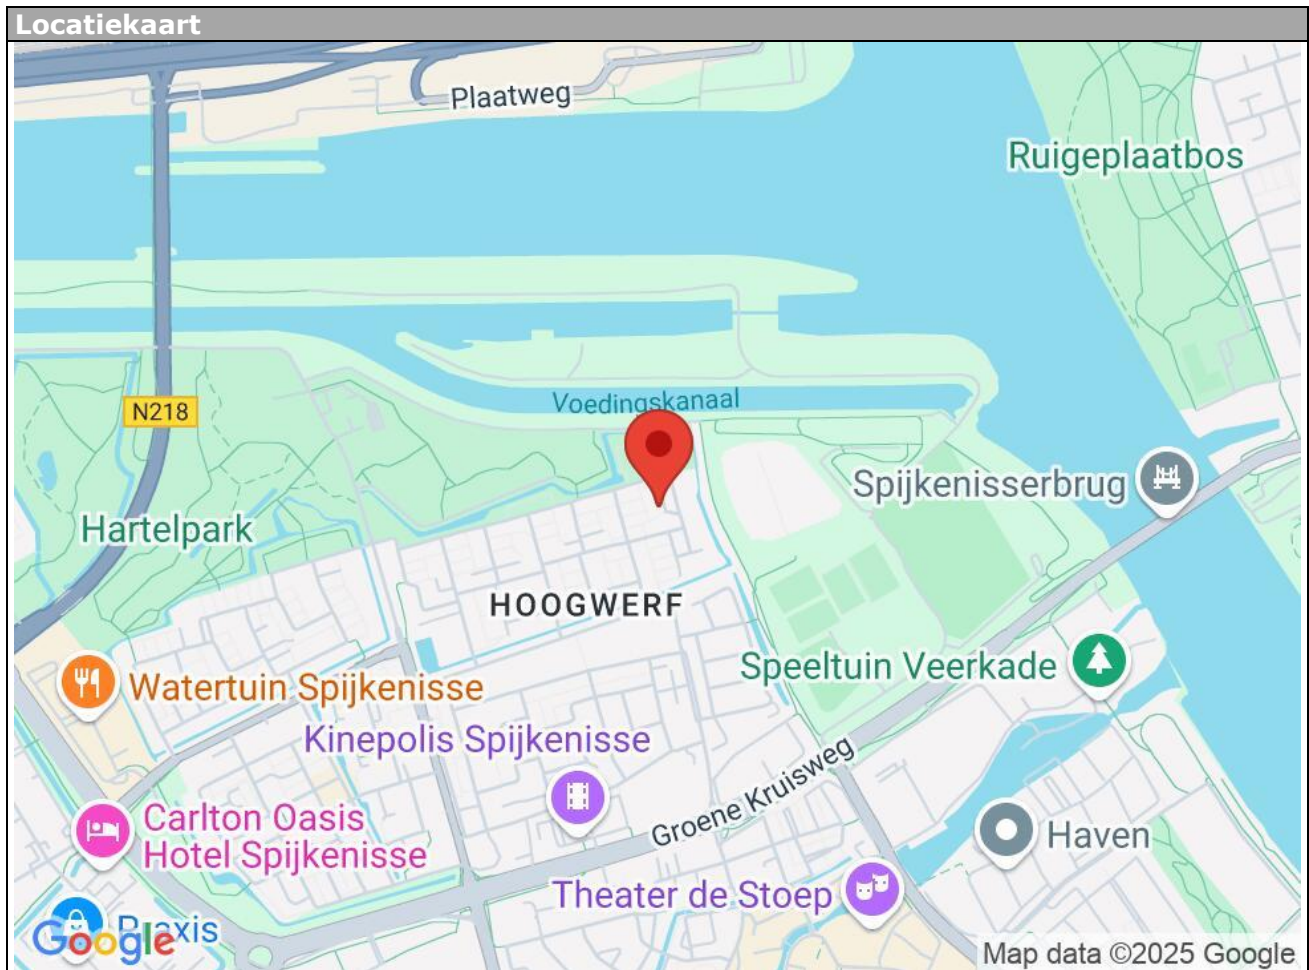 Locatiekaart
Plaatweg
Ruigeplaatbos
Voedingskanaal
N218
Spijkenisserbrug
Hartelpark
HOOGWERF
Speeltuin Veerkade
Watertuin Spijkenisse
Kinepolis Spijkenisse
Groene Kruisweg
Carlton Oasis
Hotel Spijkenisse
Haven
Theater de Stoep
Praxis
Google
Map data ©2025 Google